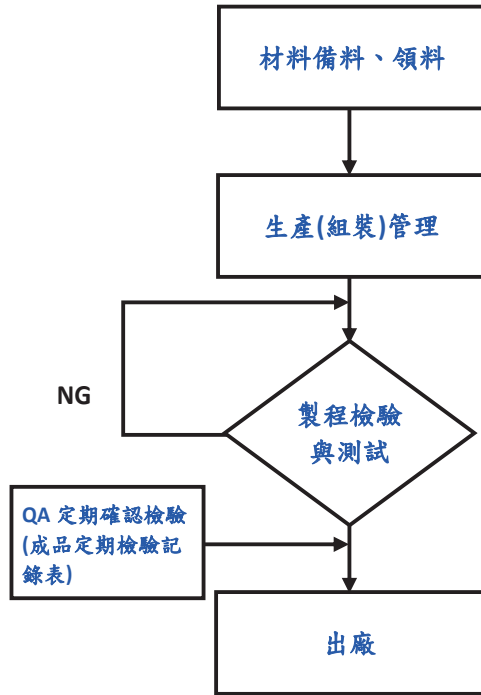 材料備料、領料
生產(組裝)管理
NG
製程檢驗
與測試
QA 定期確認檢驗
(成品定期檢驗記
錄表)
出廠